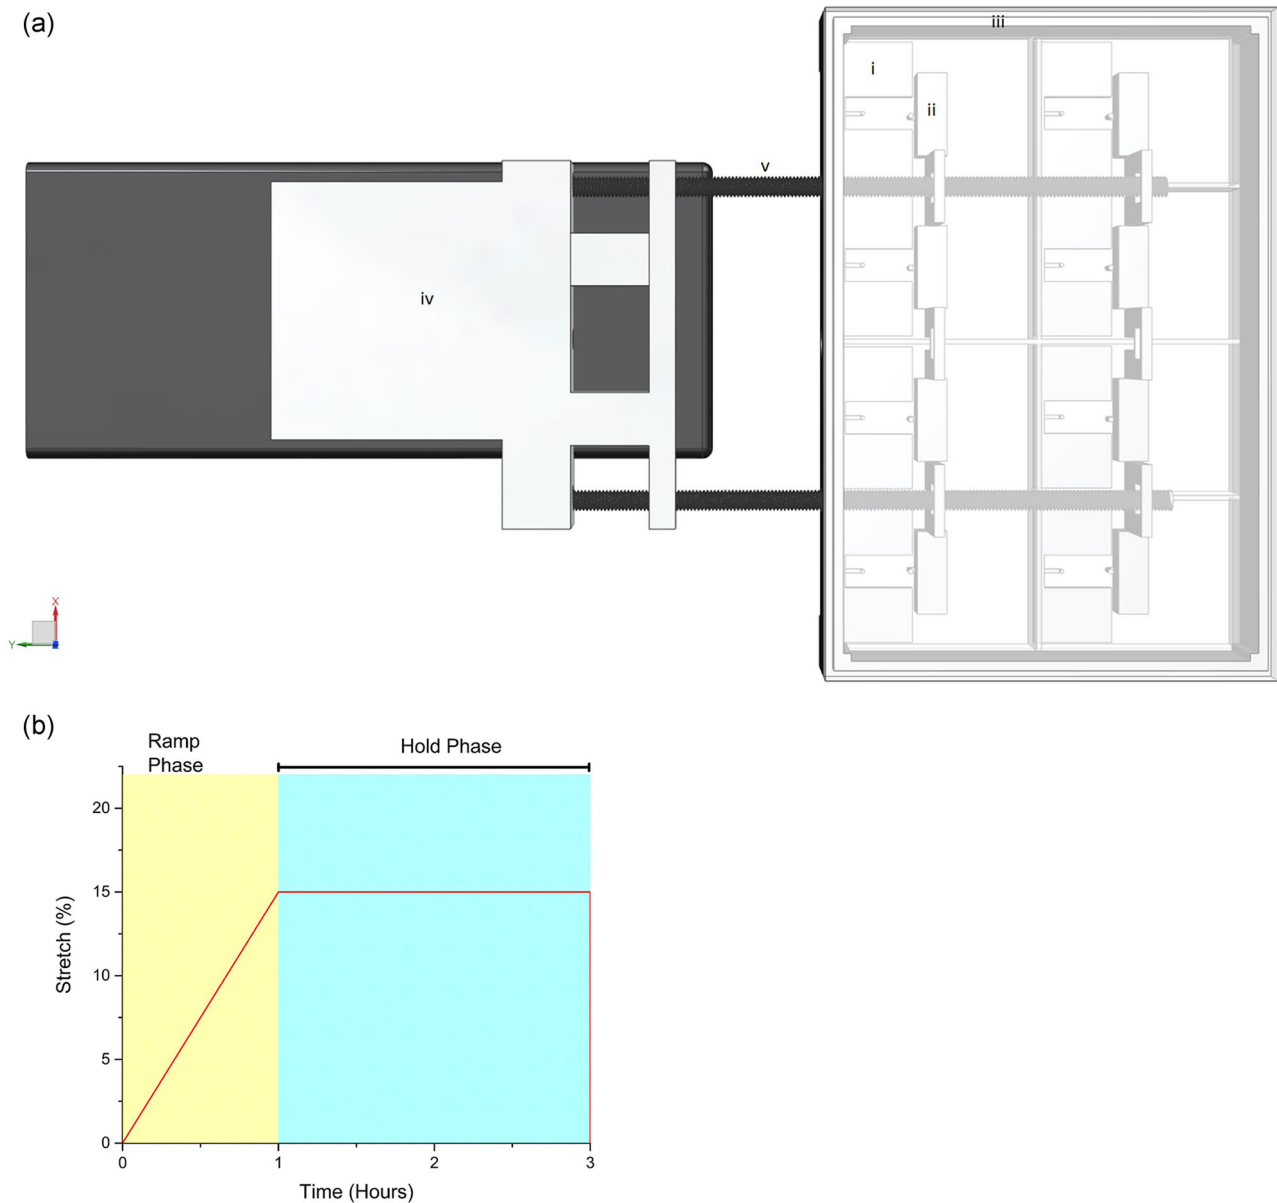 (a)
iii
i
ii
v
iv
X
Y
(b)
Ramp
Phase
Hold Phase
20
15
10
5
0
Stretch (%)
0 1 2 3
Time (Hours)